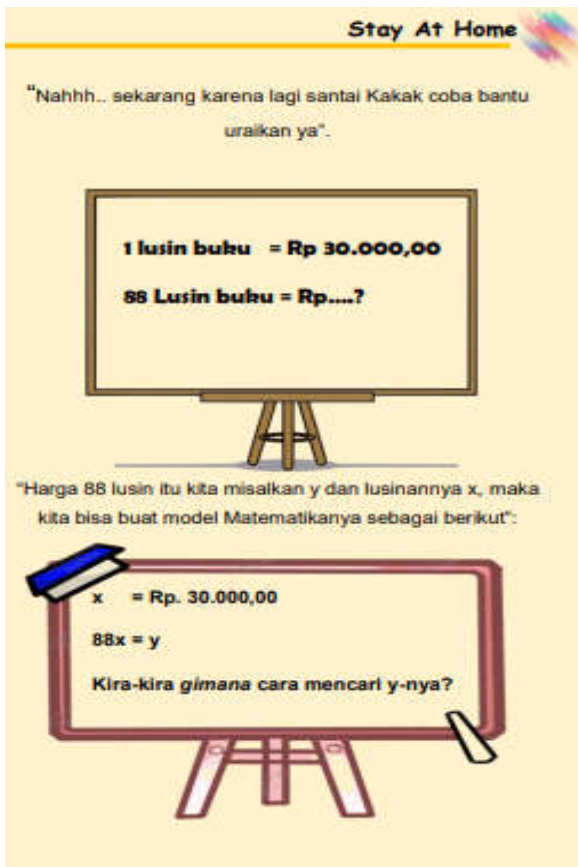 Stay At Home
“Nahhh.. sekarang karena lagi santai Kakak coba bantu
uraikan ya”.
1 lusin buku = Rp 30.000,00
88 Lusin buku = Rp....?
“Harga 88 lusin itu kita misalkan y dan lusinannya x, maka
kita bisa buat model Matematikanya sebagai berikut”:
x = Rp. 30.000,00
88x = y
Kira-kira gimana cara mencari y-nya?